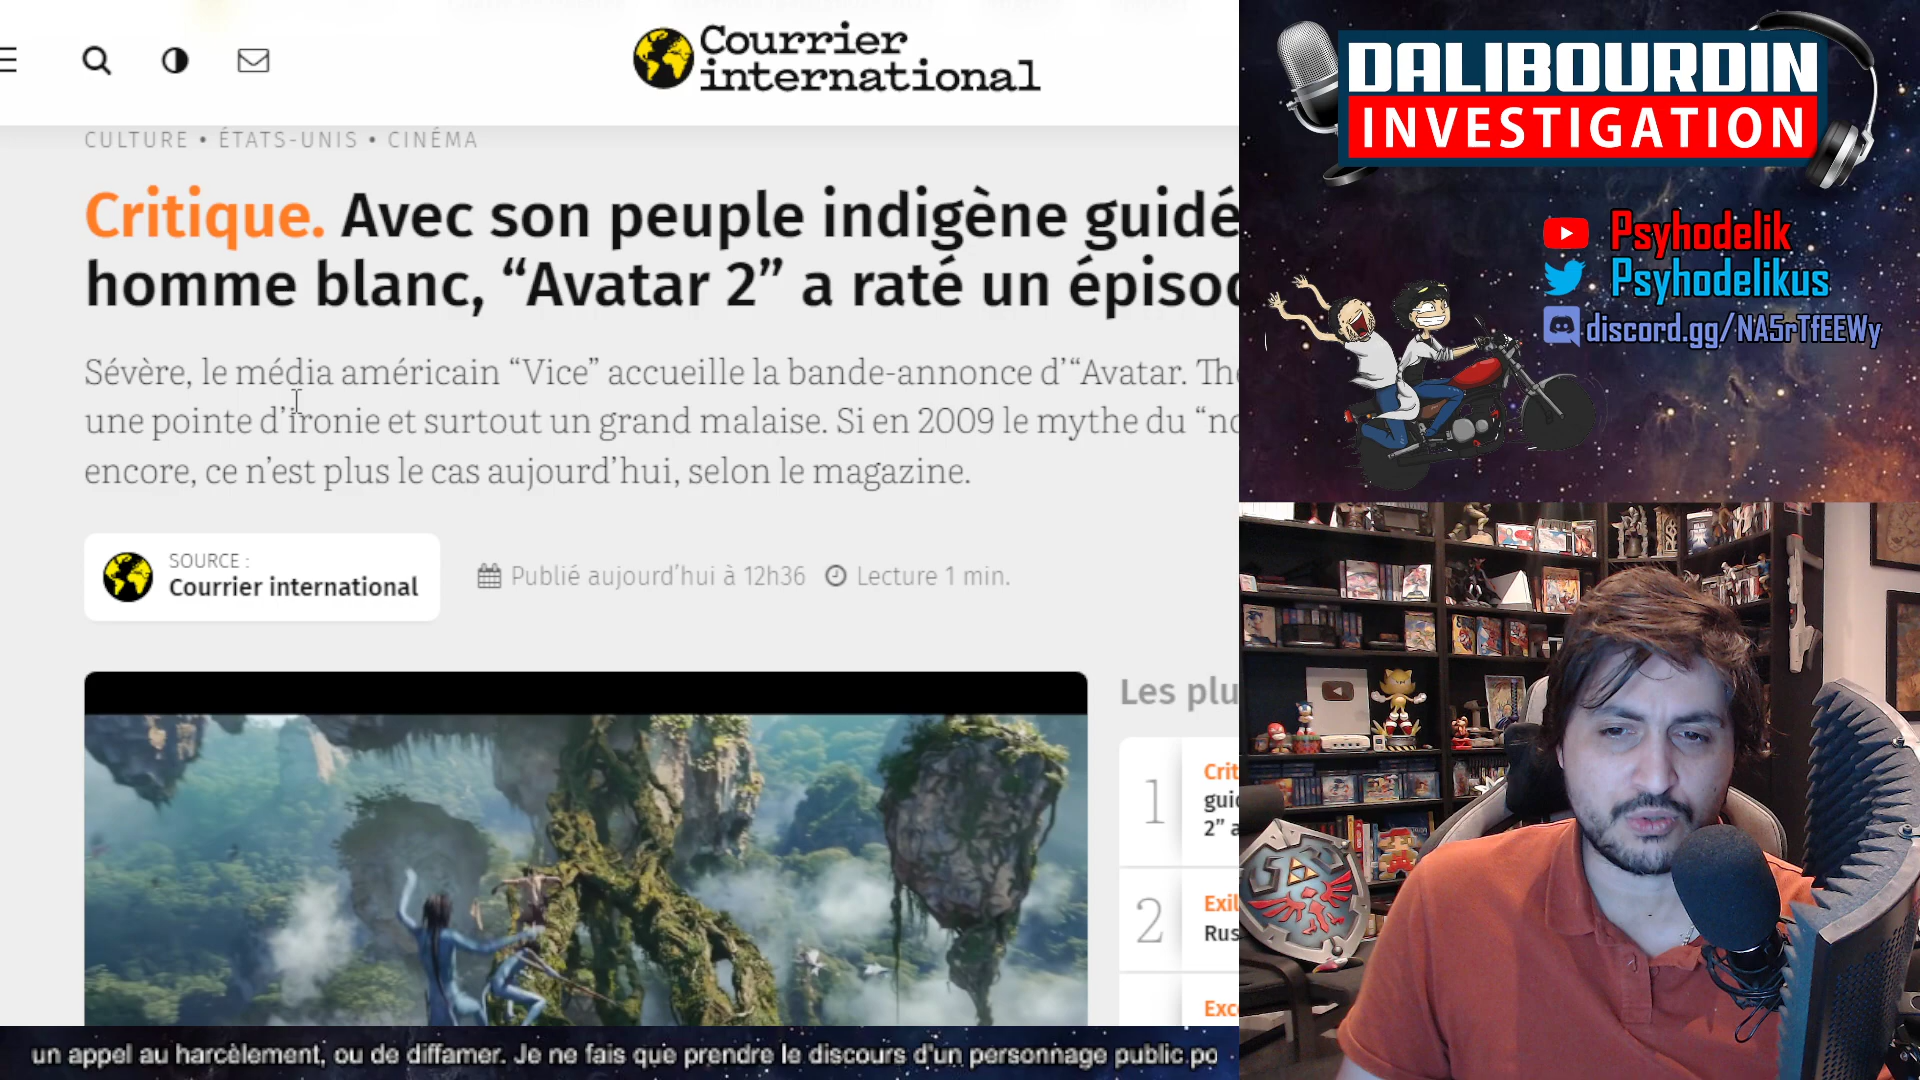 Courrier
international
CULTURE • ÉTATS-UNIS • CINÉMA
Critique. Avec son peuple indigène guidé
homme blanc, “Avatar 2” a raté un épiso
Sévère, le média américain “Vice” accueille la bande-annonce d’“Avatar. Th
une pointe d’ironie et surtout un grand malaise. Si en 2009 le mythe du “no
encore, ce n’est plus le cas aujourd’hui, selon le magazine.
SOURCE :
Courrier international
Publié aujourd’hui à 12h36
Lecture 1 min.
Les plu
1
Crit
guid
2” a
2
Exil
Rus
Exc
un appel au harcèlement, ou de diffamer. Je ne fais que prendre le discours d'un personnage public po
DALIBOURDIN
INVESTIGATION
Psyhodelik
Psyhodelikus
discord.gg/NA5rTfEEWy